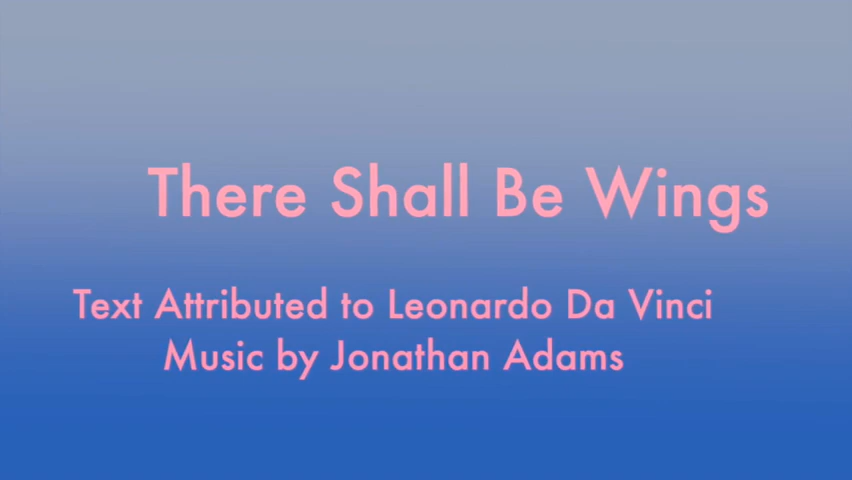 There Shall Be Wings
Text Attributed to Leonardo Da Vinci
Music by Jonathan Adams